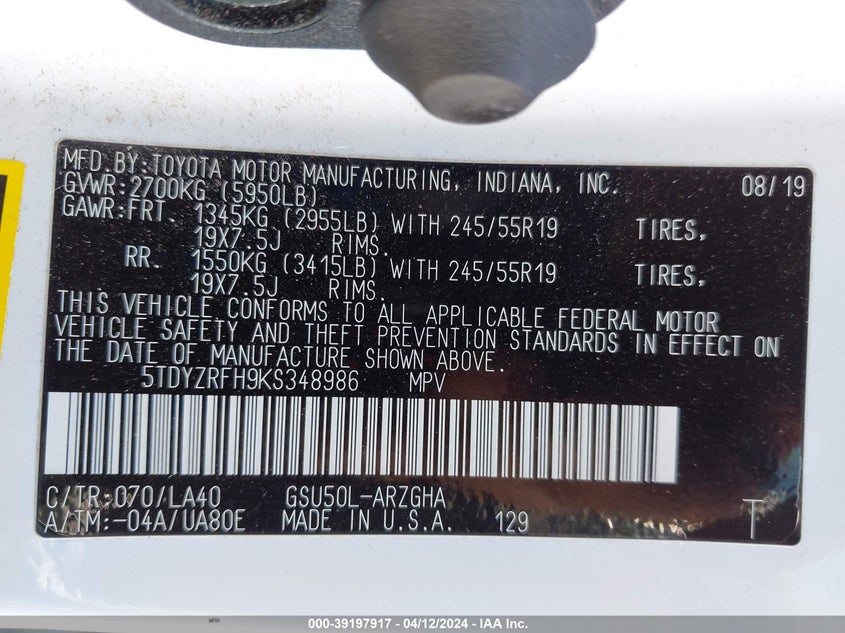 MFD.BY:TOYOTA MOTOR MANUFACTURING, INDIANA, INC. 08/19
GVWR:2700KG (5950LB)
GAWR:FRT. 1345KG (2955LB) WITH 245/55R19 TIRES,
19X7.5J RIMS.
RR. 1550KG (3415LB) WITH 245/55R19 TIRES,
19X7.5J RIMS.
THIS VEHICLE CONFORMS TO ALL APPLICABLE FEDERAL MOTOR
VEHICLE SAFETY AND THEFT PREVENTION STANDARDS IN EFFECT ON
THE DATE OF MANUFACTURE SHOWN ABOVE.
5TDYZRFH9KS348986 MPV
C/TR:070/LA40 GSU50L-ARZGHA
A/TM:-04A/UA80E MADE IN U.S.A. 129 T
000-39197917 - 04/12/2024 - IAA Inc.